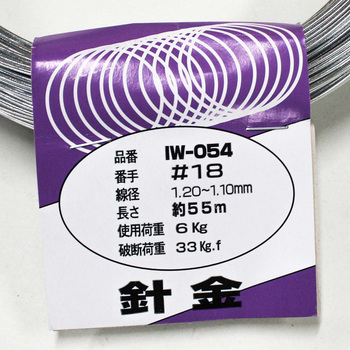 品番 IW-054
番手 #18
線径 1.20~1.10mm
長さ 約55m
使用荷重 6Kg
破断荷重 33Kg.f
針金